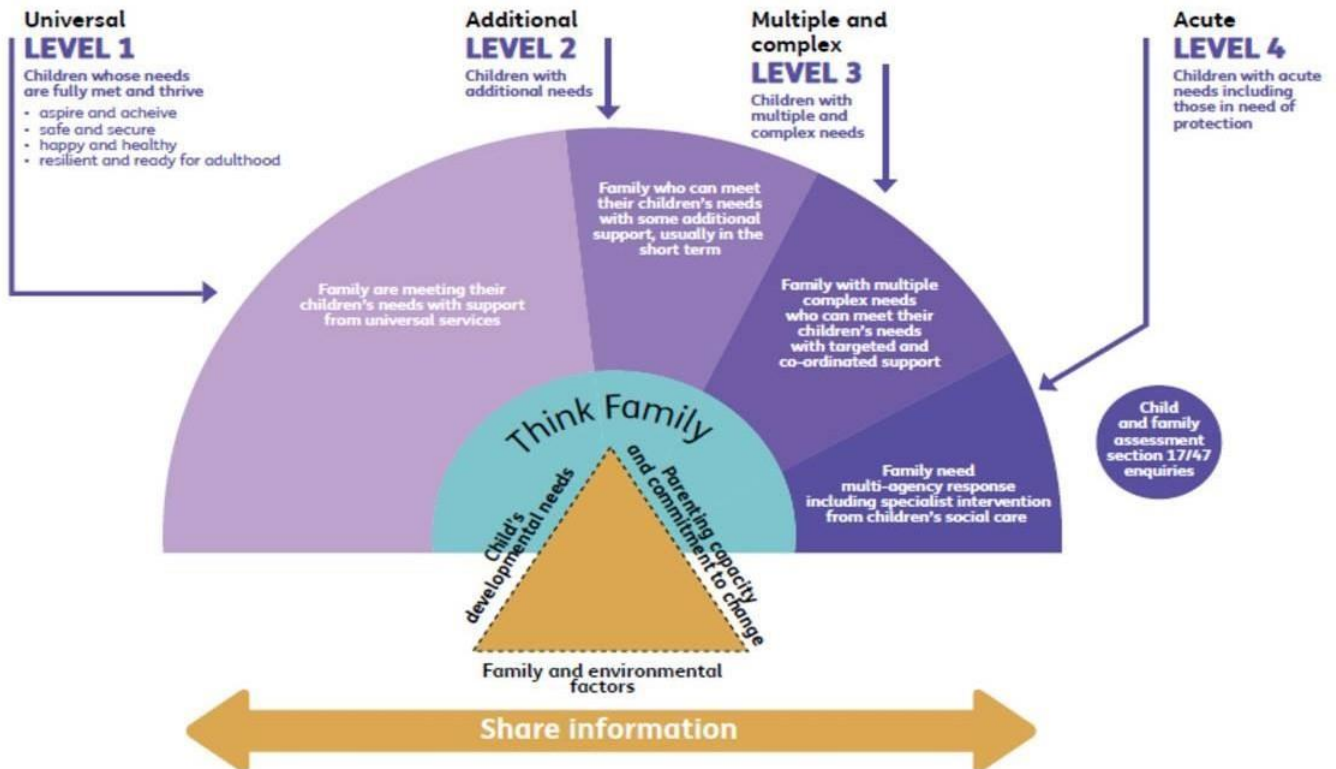 Universal
LEVEL 1
Children whose needs
are fully met and thrive
• aspire and acheive
• safe and secure
• happy and healthy
• resilient and ready for adulthood
Additional
LEVEL 2
Children with
additional needs
Multiple and
complex
LEVEL 3
Children with
multiple and
complex needs
Acute
LEVEL 4
Children with acute
needs including
those in need of
protection
Family are meeting their
children's needs with support
from universal services
Family who can meet
their children's needs
with some additional
support, usually in the
short term
Family with multiple
complex needs
who can meet their
children's needs
with targeted and
co-ordinated support
Family need
multi-agency response
including specialist intervention
from children's social care
Child
and family
assessment
section 17/47
enquiries
Think Family
Child's
developmental needs
Parenting capacity
and commitment to change
Family and environmental
factors
Share information